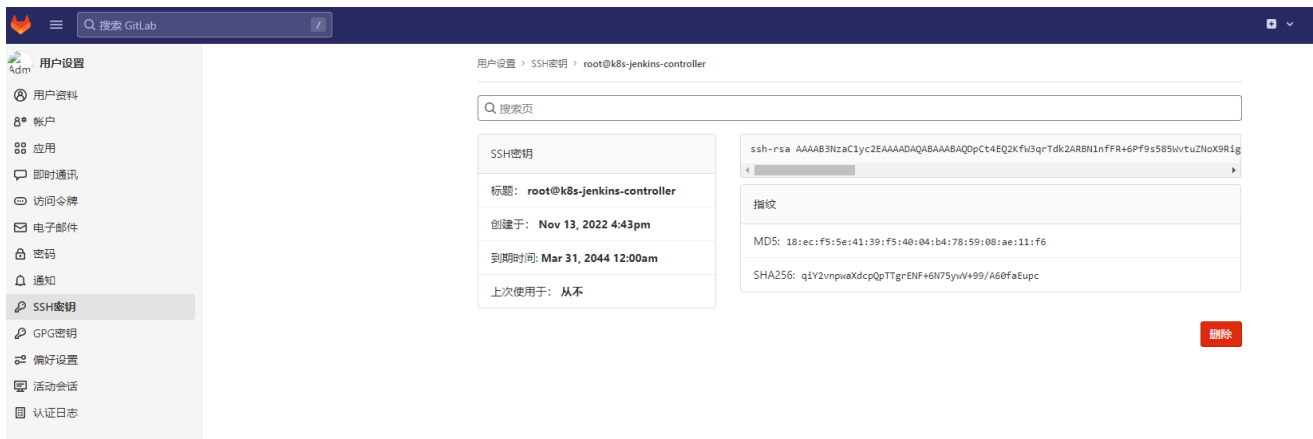 搜索 GitLab
/
Adm
用户设置
用户资料
帐户
应用
即时通讯
访问令牌
电子邮件
密码
通知
SSH密钥
GPG密钥
偏好设置
活动会话
认证日志
用户设置 > SSH密钥 > root@k8s-jenkins-controller
搜索页
SSH密钥
标题： root@k8s-jenkins-controller
创建于： Nov 13, 2022 4:43pm
到期时间: Mar 31, 2044 12:00am
上次使用于： 从不
ssh-rsa AAAAB3NzaC1yc2EAAAADAQABAAABAQDpCt4EQ2KfW3qrTdk2ARBN1nfFR+6Pf9s585WvtuZNoX9Rig
指纹
MD5: 18:ec:f5:5e:41:39:f5:40:04:b4:78:59:08:ae:11:f6
SHA256: qiY2vnpwaXdcpQpTTgrENF+6N75ywV+99/A60faEupc
删除